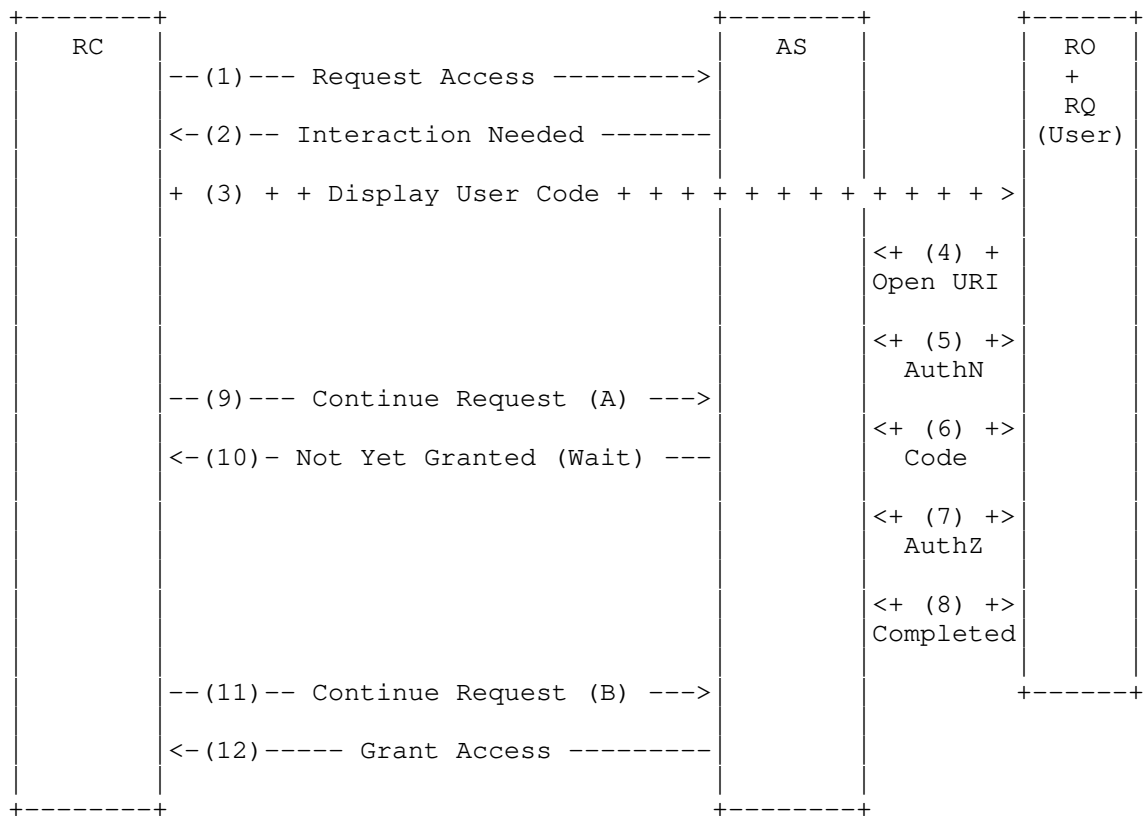 +--------+                                  +--------+         +------+
|   RC   |                                  |   AS   |         |  RO  |
|        |--(1)--- Request Access --------->|        |         |  +   |
|        |                                  |        |         |  RQ  |
|        |<-(2)-- Interaction Needed -------|        |         |(User)|
|        |                                  |        |         |      |
|        |+ (3) + + Display User Code + + + + + + + + + + + + >|      |
|        |                                  |        |         |      |
|        |                                  |        |<+ (4) + |      |
|        |                                  |        |Open URI |      |
|        |                                  |        |         |      |
|        |                                  |        |<+ (5) +>|      |
|        |                                  |        |  AuthN  |      |
|        |--(9)--- Continue Request (A) --->|        |         |      |
|        |                                  |        |<+ (6) +>|      |
|        |<-(10)- Not Yet Granted (Wait) ---|        |  Code   |      |
|        |                                  |        |         |      |
|        |                                  |        |<+ (7) +>|      |
|        |                                  |        |  AuthZ  |      |
|        |                                  |        |         |      |
|        |                                  |        |<+ (8) +>|      |
|        |                                  |        |Completed|      |
|        |                                  |        |         |      |
|        |--(11)-- Continue Request (B) --->|        |         +------+
|        |                                  |        |
|        |<-(12)----- Grant Access ---------|        |
|        |                                  |        |
+--------+                                  +--------+